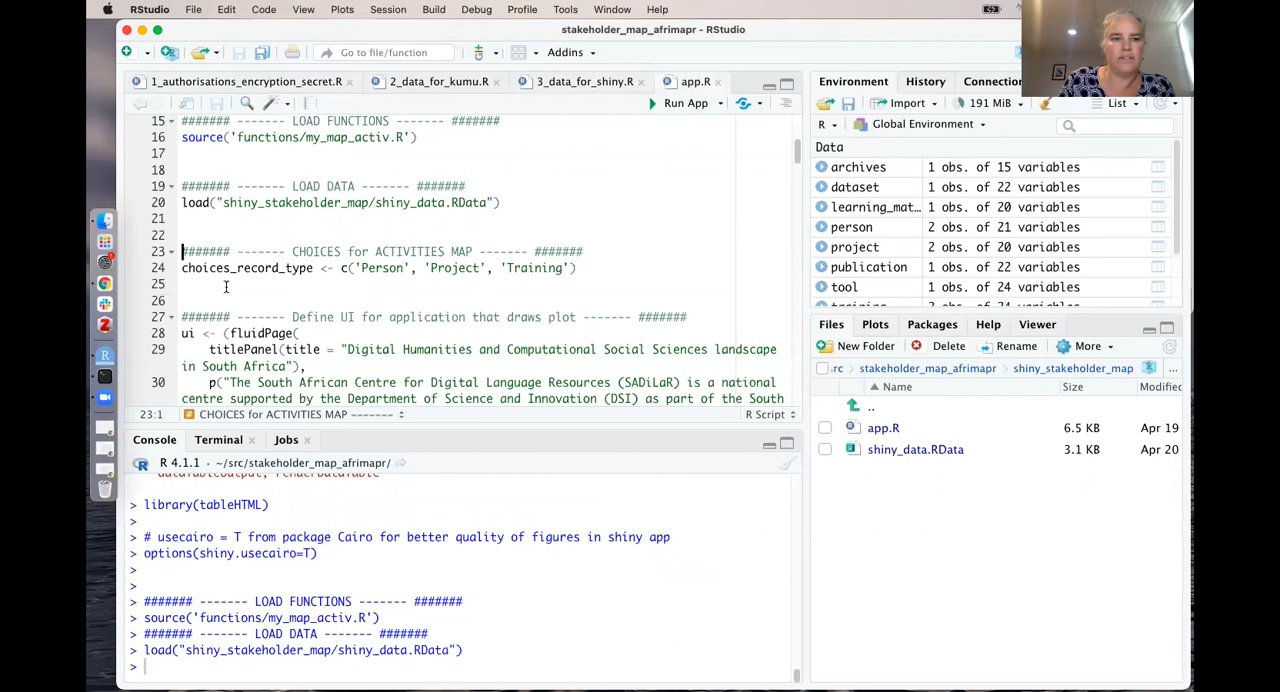 RStudio File Edit Code View Plots Session Build Debug Profile Tools Window Help
stakeholder_map_afrimapr - RStudio
Go to file/function Addins
1_authorisations_encryption_secret.R 2_data_for_kumu.R 3_data_for_shiny.R app.R
Run App
15 ####### ------- LOAD FUNCTIONS ------- #######
16 source('functions/my_map_activ.R')
17
18
19 ####### ------- LOAD DATA ------- #######
20 load("shiny_stakeholder_map/shiny_data.RData")
21
22
23 ####### ------- CHOICES for ACTIVITIES MAP ------- #######
24 choices_record_type <- c('Person', 'Project', 'Training')
25
26
27 ####### ------- Define UI for application that draws plot ------- #######
28 ui <- (fluidPage(
29 titlePanel(title = "Digital Humanities and Computational Social Sciences landscape
in South Africa"),
30 p("The South African Centre for Digital Language Resources (SADiLaR) is a national
centre supported by the Department of Science and Innovation (DSI) as part of the South
23:1 # CHOICES for ACTIVITIES MAP ------- R Script
Console Terminal Jobs
R 4.1.1 · ~/src/stakeholder_map_afrimapr/
> library(tableHTML)
>
> # usecairo = T from package Cairo for better quality of figures in shiny app
> options(shiny.usecairo=T)
>
>
> ####### ------- LOAD FUNCTIONS ------- #######
> source('functions/my_map_activ.R')
> ####### ------- LOAD DATA ------- #######
> load("shiny_stakeholder_map/shiny_data.RData")
>
Environment History Connection
Import 191 MiB List
R Global Environment
Data
archives 1 obs. of 15 variables
dataset 1 obs. of 22 variables
learning_mat… 1 obs. of 20 variables
person 2 obs. of 21 variables
project 2 obs. of 20 variables
publication 1 obs. of 22 variables
tool 1 obs. of 24 variables
Files Plots Packages Help Viewer
New Folder Delete Rename More
rc stakeholder_map_afrimapr shiny_stakeholder_map ...
Name Size Modified
..
app.R 6.5 KB Apr 19
shiny_data.RData 3.1 KB Apr 20